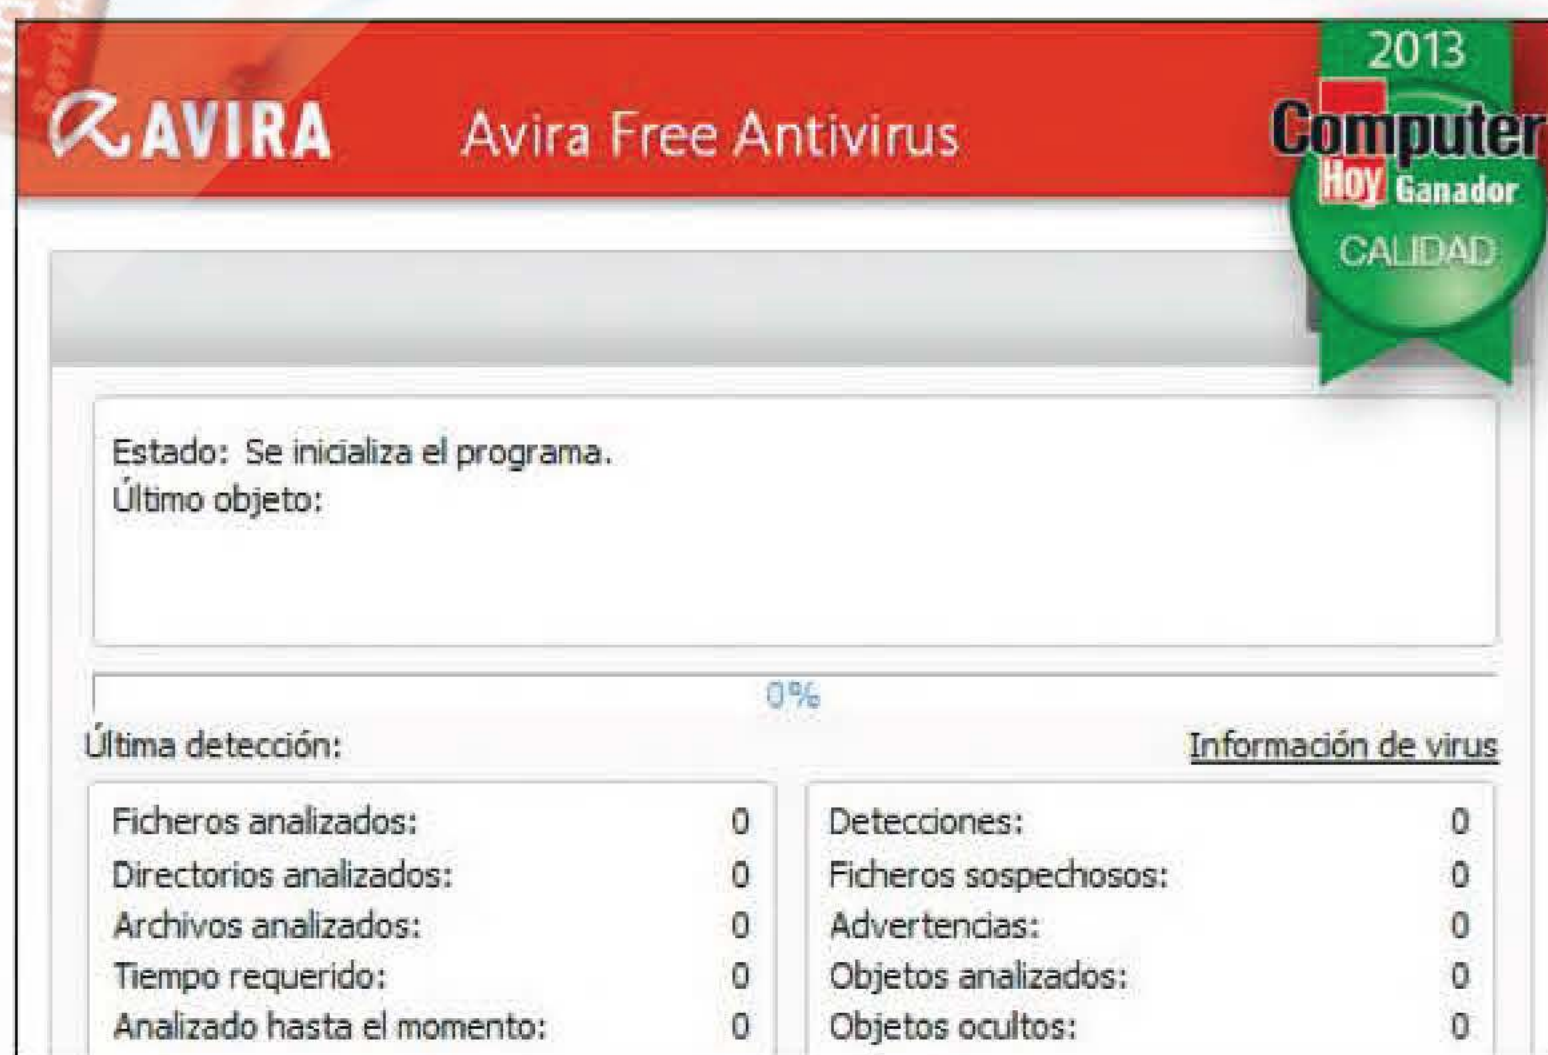 2013
AVIRA Avira Free Antivirus
Computer
Hoy Ganador
CALIDAD
Estado: Se inicializa el programa.
Último objeto:
0%
Última detección: Información de virus
Ficheros analizados: 0 Detecciones: 0
Directorios analizados: 0 Ficheros sospechosos: 0
Archivos analizados: 0 Advertencias: 0
Tiempo requerido: 0 Objetos analizados: 0
Analizado hasta el momento: 0 Objetos ocultos: 0